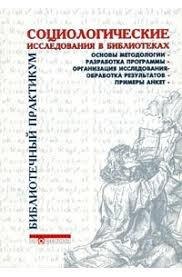 СОЦИОЛОГИЧЕСКИЕ
ИССЛЕДОВАНИЯ В БИБЛИОТЕКАХ
ОСНОВЫ МЕТОДОЛОГИИ -
РАЗРАБОТКА ПРОГРАММЫ -
ОРГАНИЗАЦИЯ ИССЛЕДОВАНИЯ-
ОБРАБОТКА РЕЗУЛЬТАТОВ -
ПРИМЕРЫ АНКЕТ -
БИБЛИОТЕЧНЫЙ ПРАКТИКУМ